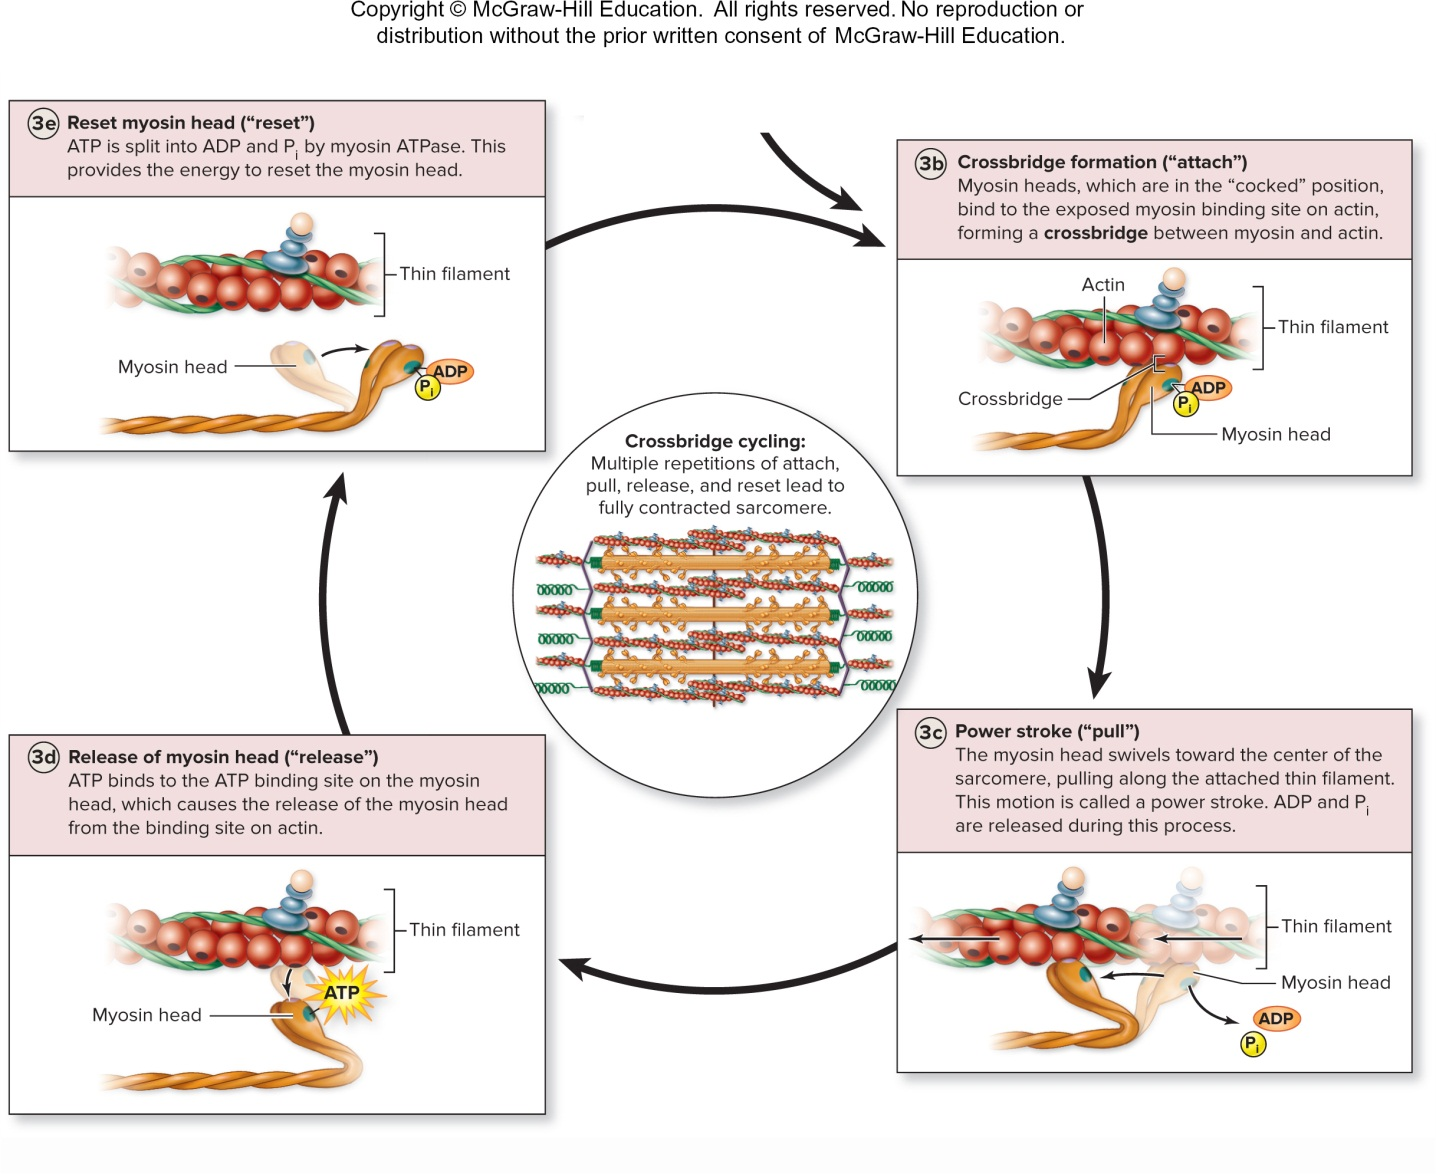 Copyright © McGraw-Hill Education. All rights reserved. No reproduction or
distribution without the prior written consent of McGraw-Hill Education.
3e Reset myosin head (“reset”)
ATP is split into ADP and Pi by myosin ATPase. This
provides the energy to reset the myosin head.
Thin filament
Myosin head
ADP
Pi
3b Crossbridge formation (“attach”)
Myosin heads, which are in the “cocked” position,
bind to the exposed myosin binding site on actin,
forming a crossbridge between myosin and actin.
Actin
Thin filament
Crossbridge
ADP
Pi
Myosin head
Crossbridge cycling:
Multiple repetitions of attach,
pull, release, and reset lead to
fully contracted sarcomere.
3d Release of myosin head (“release”)
ATP binds to the ATP binding site on the myosin
head, which causes the release of the myosin head
from the binding site on actin.
Thin filament
ATP
Myosin head
3c Power stroke (“pull”)
The myosin head swivels toward the center of the
sarcomere, pulling along the attached thin filament.
This motion is called a power stroke. ADP and Pi
are released during this process.
Thin filament
Myosin head
ADP
Pi